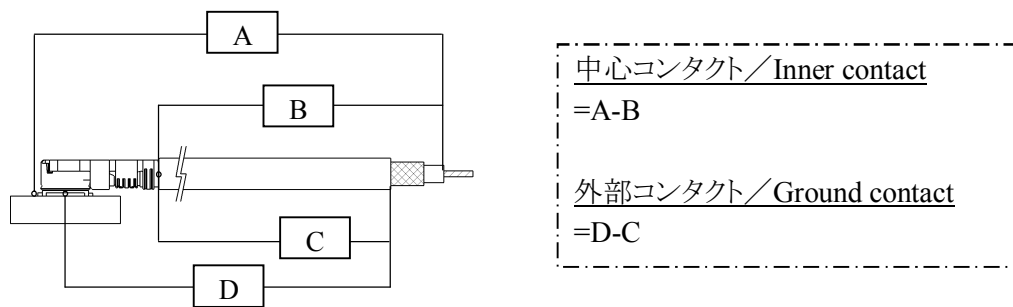 A
B
C
D
中心コンタクト／Inner contact
=A-B
外部コンタクト／Ground contact
=D-C